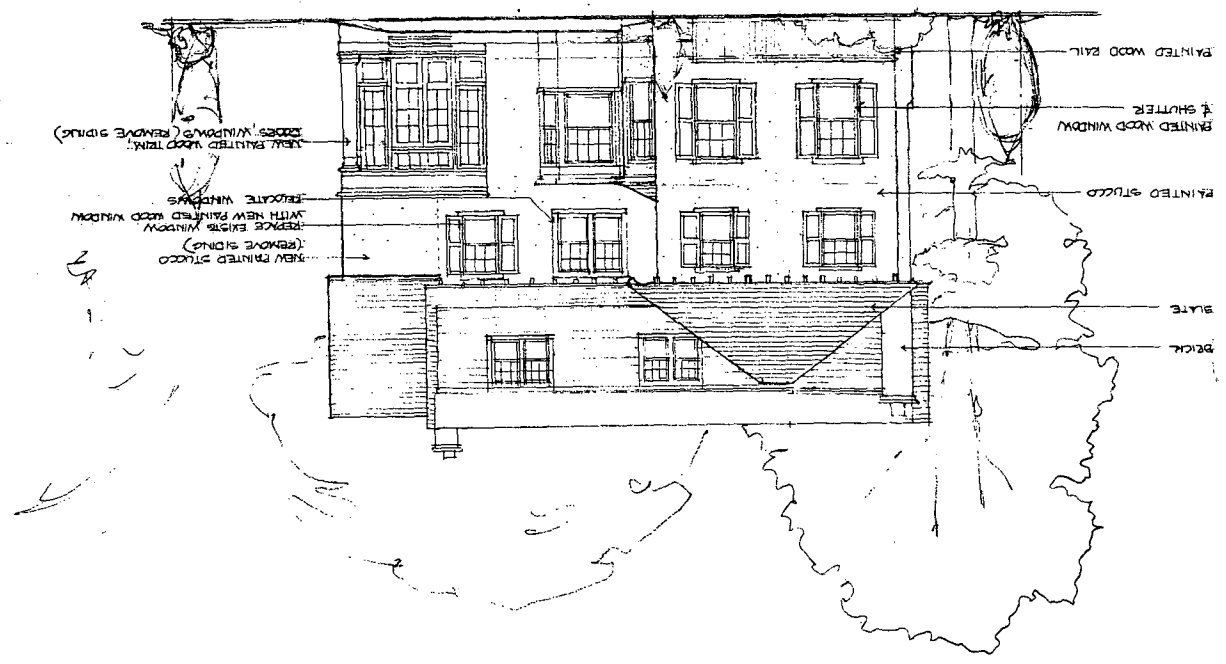 BRICK
SLATE
PAINTED STUCCO
PAINTED WOOD WINDOW
& SHUTTER
PAINTED WOOD RAIL
NEW PAINTED STUCCO
(REMOVE SIDING)
REPLACE EXIST'G WINDOW
WITH NEW PAINTED WOOD WINDOW
RELOCATE WINDOWS
NEW PAINTED WOOD TRIM,
DOORS, WINDOWS (REMOVE SIDING)